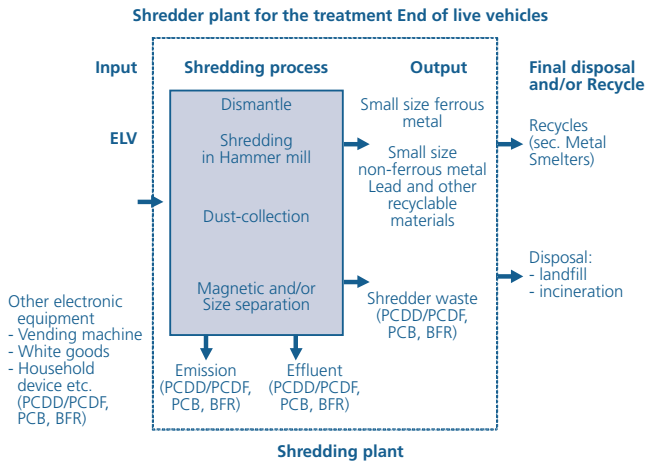 Shredder plant for the treatment End of live vehicles
Input
Shredding process
Output
Final disposal
and/or Recycle
ELV
Dismantle
Shredding
in Hammer mill
Dust-collection
Magnetic and/or
Size separation
Small size ferrous
metal
Small size
non-ferrous metal
Lead and other
recyclable
materials
Shredder waste
(PCDD/PCDF,
PCB, BFR)
Recycles
(sec. Metal
Smelters)
Disposal:
- landfill
- incineration
Other electronic
equipment
- Vending machine
- White goods
- Household
device etc.
(PCDD/PCDF,
PCB, BFR)
Emission
(PCDD/PCDF,
PCB, BFR)
Effluent
(PCDD/PCDF,
PCB, BFR)
Shredding plant